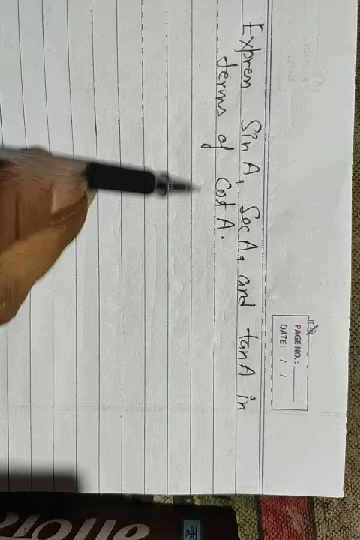 PAGE NO.:
DATE: / /
Express Sin A, Sec A, and tan A in
terms of Cot A.